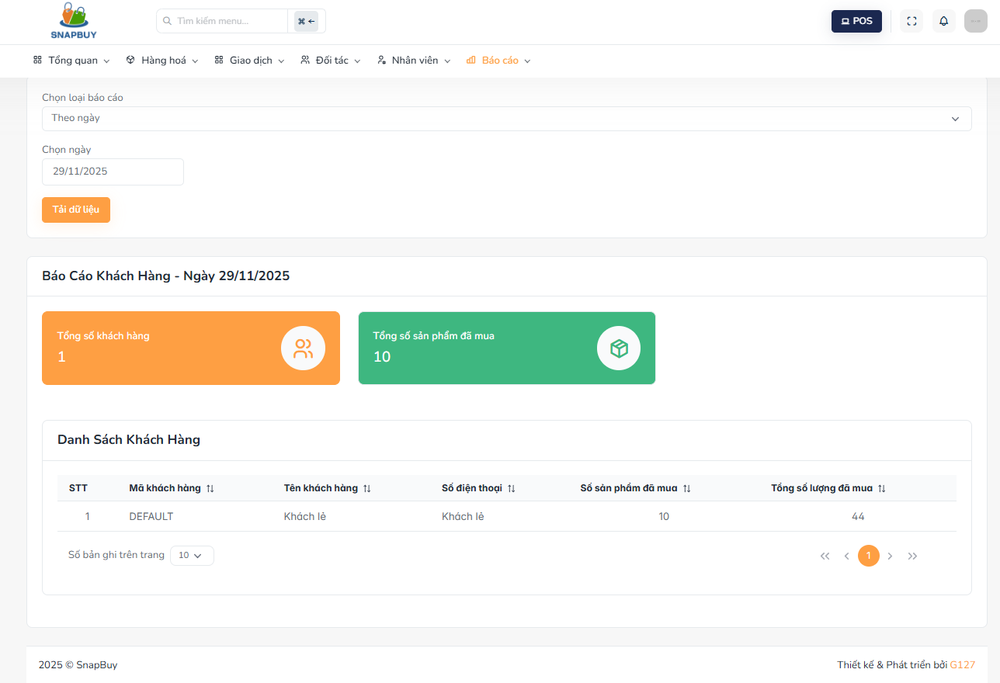 SNAPBUY
Tìm kiếm menu...
⌘ ←
POS
Tổng quan
Hàng hoá
Giao dịch
Đối tác
Nhân viên
Báo cáo
Chọn loại báo cáo
Theo ngày
Chọn ngày
29/11/2025
Tải dữ liệu
Báo Cáo Khách Hàng - Ngày 29/11/2025
Tổng số khách hàng
1
Tổng số sản phẩm đã mua
10
Danh Sách Khách Hàng
STT Mã khách hàng Tên khách hàng Số điện thoại Số sản phẩm đã mua Tổng số lượng đã mua
1 DEFAULT Khách lẻ Khách lẻ 10 44
Số bản ghi trên trang 10
1
2025 © SnapBuy
Thiết kế & Phát triển bởi G127